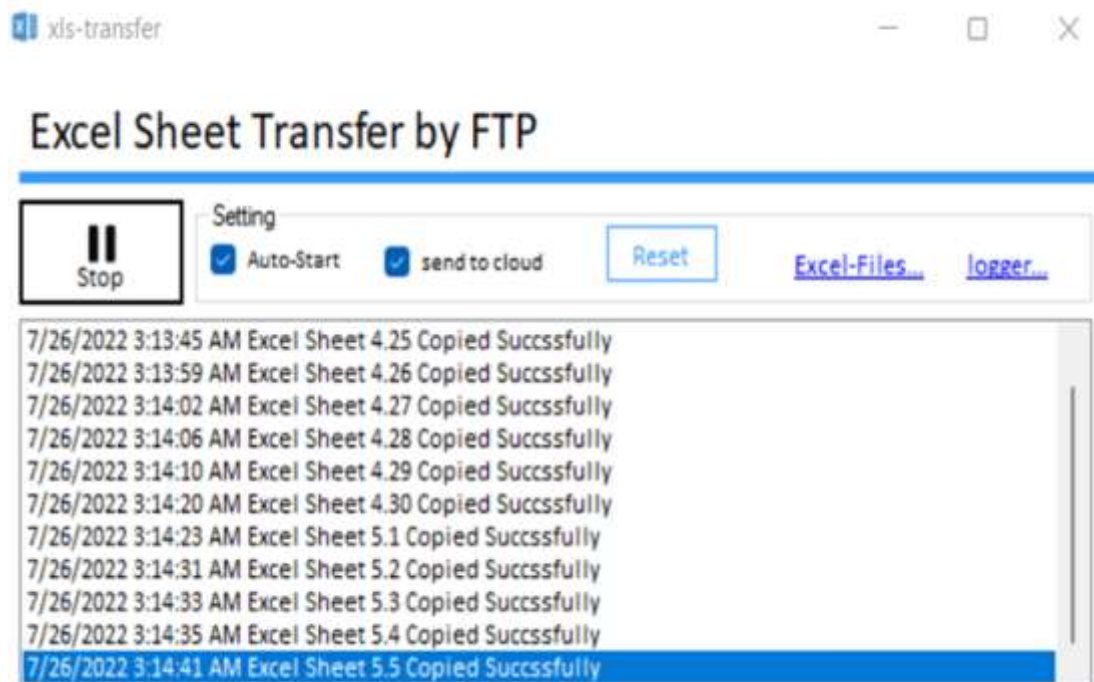 xls-transfer
Excel Sheet Transfer by FTP
Stop
Setting
Auto-Start
send to cloud
Reset
Excel-Files...
logger...
7/26/2022 3:13:45 AM Excel Sheet 4.25 Copied Succssfully
7/26/2022 3:13:59 AM Excel Sheet 4.26 Copied Succssfully
7/26/2022 3:14:02 AM Excel Sheet 4.27 Copied Succssfully
7/26/2022 3:14:06 AM Excel Sheet 4.28 Copied Succssfully
7/26/2022 3:14:10 AM Excel Sheet 4.29 Copied Succssfully
7/26/2022 3:14:20 AM Excel Sheet 4.30 Copied Succssfully
7/26/2022 3:14:23 AM Excel Sheet 5.1 Copied Succssfully
7/26/2022 3:14:31 AM Excel Sheet 5.2 Copied Succssfully
7/26/2022 3:14:33 AM Excel Sheet 5.3 Copied Succssfully
7/26/2022 3:14:35 AM Excel Sheet 5.4 Copied Succssfully
7/26/2022 3:14:41 AM Excel Sheet 5.5 Copied Succssfully